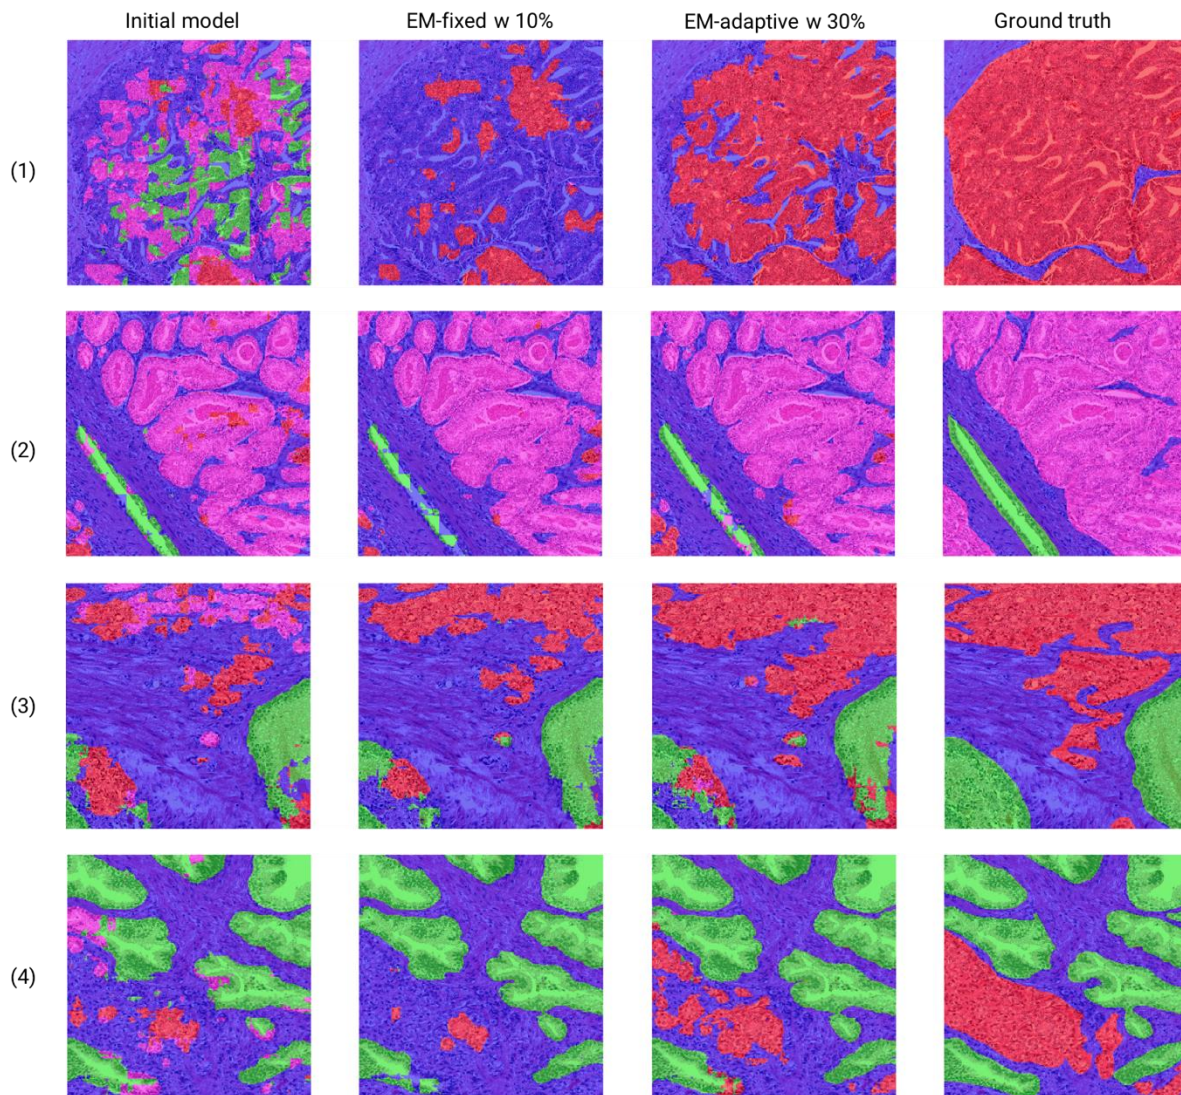 Initial model EM-fixed w 10% EM-adaptive w 30% Ground truth
(1)
(2)
(3)
(4)